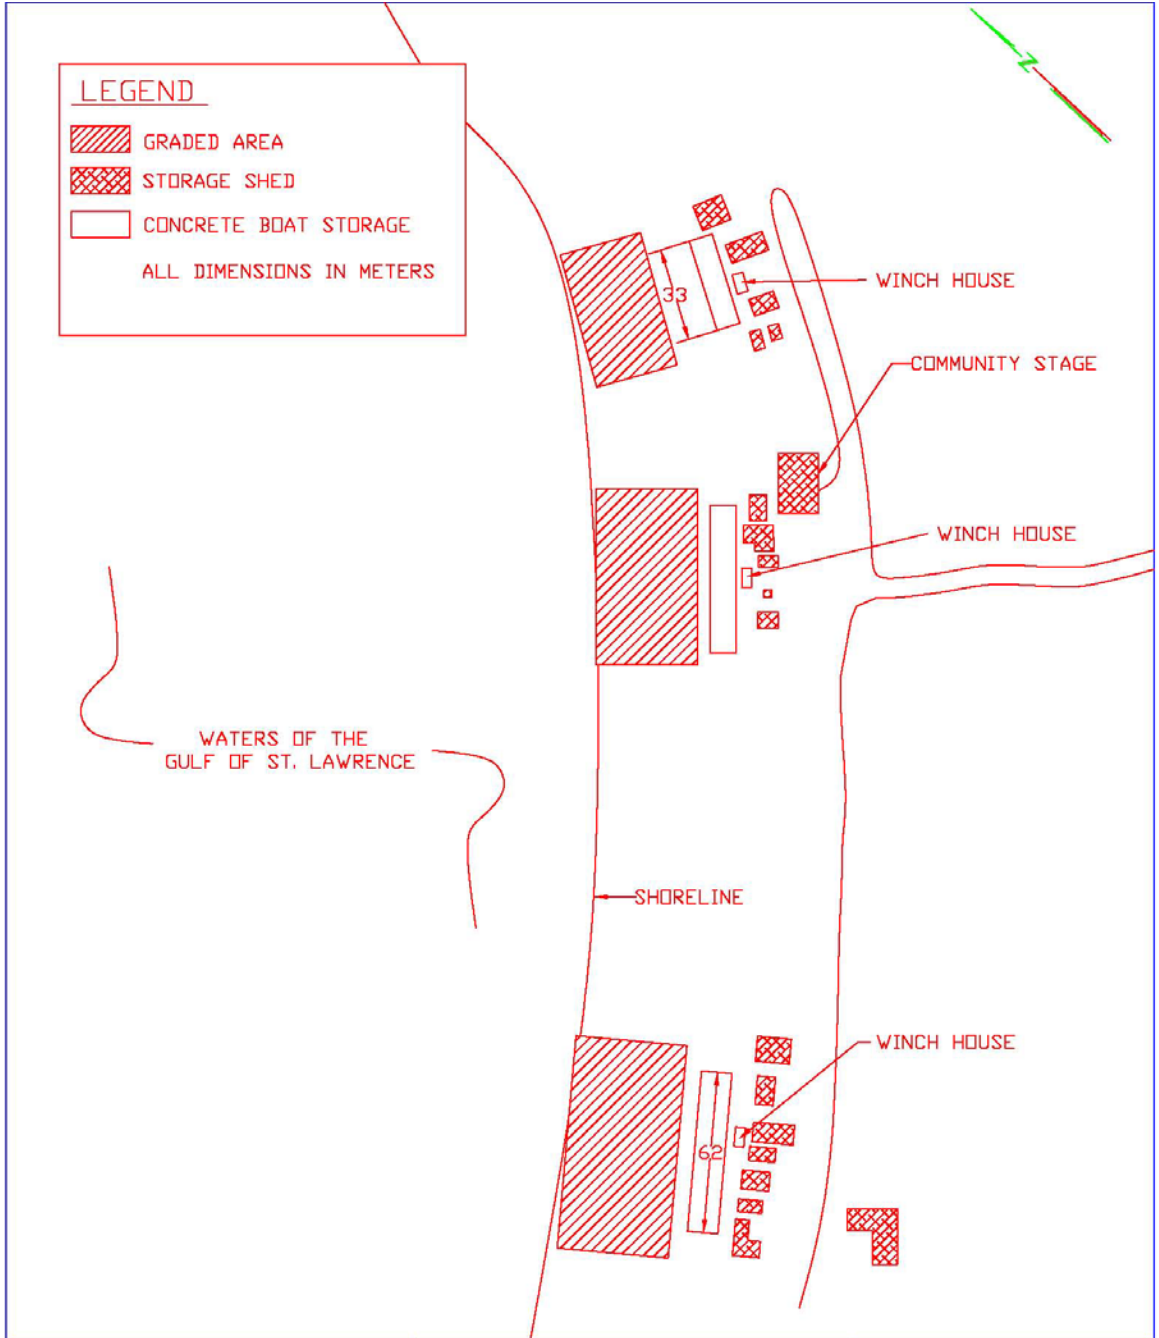 N
LEGEND
GRADED AREA
STORAGE SHED
CONCRETE BOAT STORAGE
ALL DIMENSIONS IN METERS
WINCH HOUSE
33
COMMUNITY STAGE
WINCH HOUSE
WATERS OF THE
GULF OF ST. LAWRENCE
SHORELINE
WINCH HOUSE
62